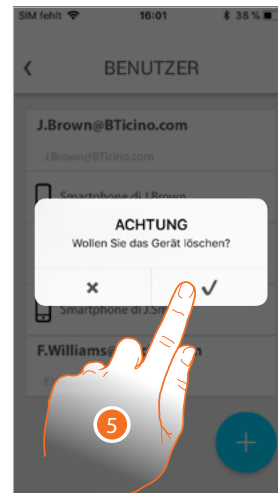 SIM fehlt 16:01 38 %
BENUTZER
J.Brown@BTicino.com
J.Brown@BTicino.com
Smartphone di J.Brown
ACHTUNG
Wollen Sie das Gerät löschen?
Smartphone di J.Sm
F.Williams@
5